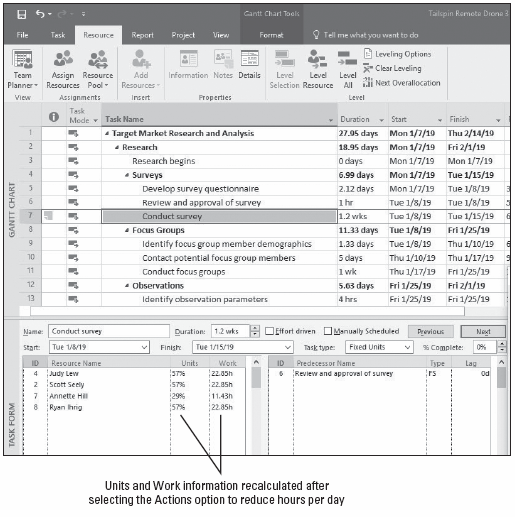 Gantt Chart Tools
Tailspin Remote Drone 3
File Task Resource Report Project View Format Tell me what you want to do
Team Planner
Assign Resources
Resource Pool
Add Resources
Information Notes Details
Level Selection
Level Resource
Level All
Leveling Options
Clear Leveling
Next Overallocation
View Assignments Insert Properties Level
Task Mode Task Name Duration Start Finish
1 Target Market Research and Analysis 27.95 days Mon 1/7/19 Thu 2/14/19
2 Research 18.95 days Mon 1/7/19 Fri 2/1/19
3 Research begins 0 days Mon 1/7/19 Mon 1/7/19
4 Surveys 6.99 days Mon 1/7/19 Tue 1/15/19
5 Develop survey questionnaire 2.12 days Mon 1/7/19 Tue 1/8/19 3
6 Review and approval of survey 1 hr Tue 1/8/19 Tue 1/8/19 5
7 Conduct survey 1.2 wks Tue 1/8/19 Tue 1/15/19 6
8 Focus Groups 11.33 days Tue 1/8/19 Fri 1/25/19
9 Identify focus group member demographics 1.33 days Tue 1/8/19 Thu 1/10/19 6
10 Contact potential focus group members 5 days Thu 1/10/19 Thu 1/17/19 9
11 Conduct focus groups 1 wk Thu 1/17/19 Fri 1/25/19
12 Observations 5.63 days Fri 1/25/19 Fri 2/1/19
13 Identify observation parameters 4 hrs Fri 1/25/19 Fri 1/25/19
GANTT CHART
Name: Conduct survey Duration: 1.2 wks Effort driven Manually Scheduled Previous Next
Start: Tue 1/8/19 Finish: Tue 1/15/19 Task type: Fixed Units % Complete: 0%
ID Resource Name Units Work ID Predecessor Name Type Lag
4 Judy Lew 57% 22.85h 6 Review and approval of survey FS 0d
2 Scott Seely 57% 22.85h
7 Annette Hill 29% 11.43h
8 Ryan Ihrig 57% 22.85h
TASK FORM
Units and Work information recalculated after
selecting the Actions option to reduce hours per day